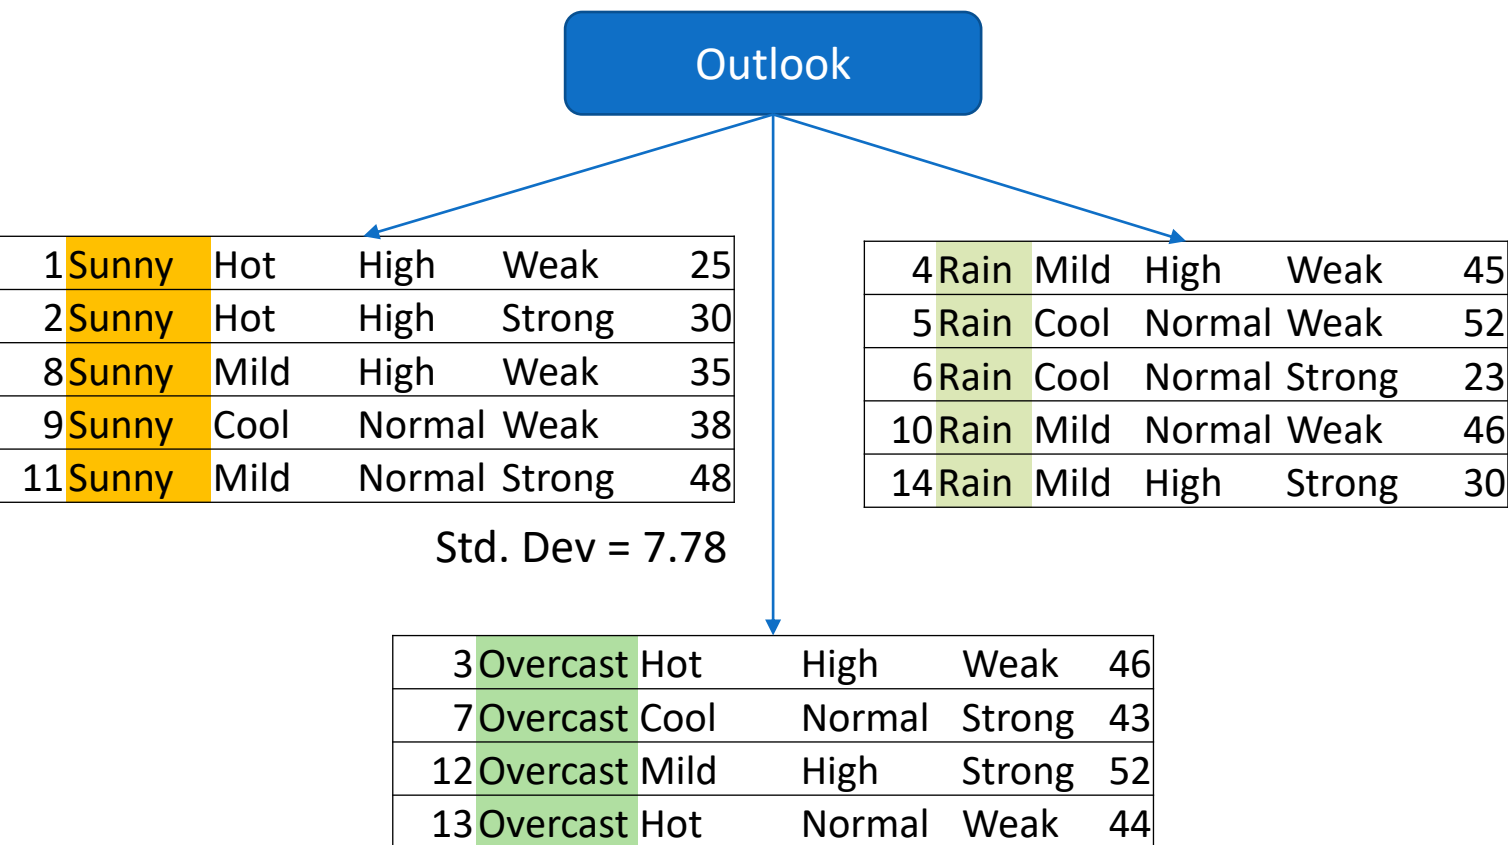 Outlook
1 Sunny Hot High Weak 25
2 Sunny Hot High Strong 30
8 Sunny Mild High Weak 35
9 Sunny Cool Normal Weak 38
11 Sunny Mild Normal Strong 48
Std. Dev = 7.78
4 Rain Mild High Weak 45
5 Rain Cool Normal Weak 52
6 Rain Cool Normal Strong 23
10 Rain Mild Normal Weak 46
14 Rain Mild High Strong 30
3 Overcast Hot High Weak 46
7 Overcast Cool Normal Strong 43
12 Overcast Mild High Strong 52
13 Overcast Hot Normal Weak 44